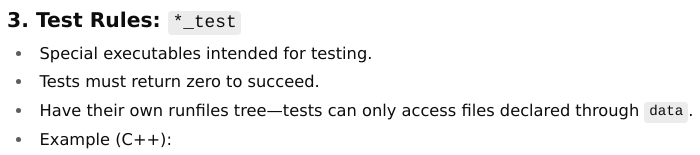 3. Test Rules: *_test
• Special executables intended for testing.
• Tests must return zero to succeed.
• Have their own runfiles tree—tests can only access files declared through data.
• Example (C++):